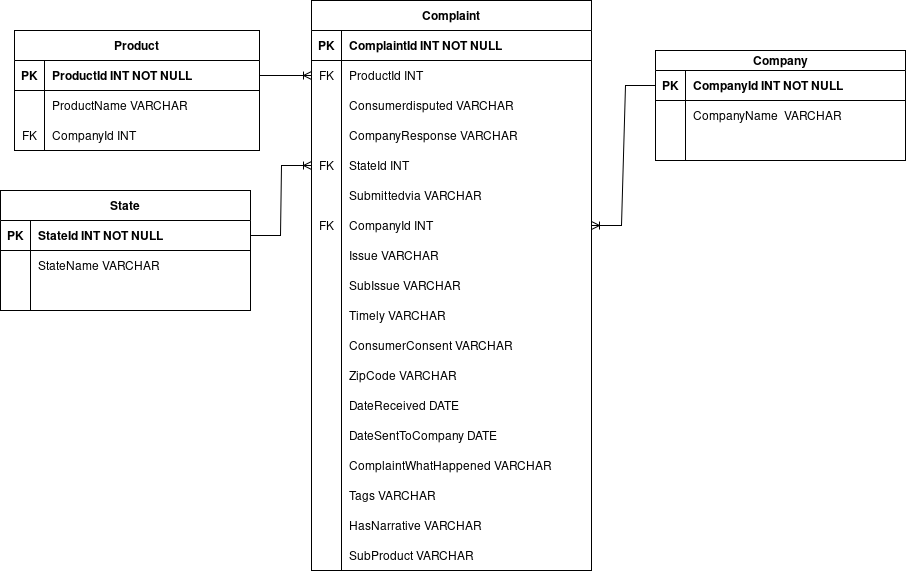 Product
PK ProductId INT NOT NULL
ProductName VARCHAR
FK CompanyId INT
State
PK StateId INT NOT NULL
StateName VARCHAR
Complaint
PK ComplaintId INT NOT NULL
FK ProductId INT
Consumerdisputed VARCHAR
CompanyResponse VARCHAR
FK StateId INT
Submittedvia VARCHAR
FK CompanyId INT
Issue VARCHAR
SubIssue VARCHAR
Timely VARCHAR
ConsumerConsent VARCHAR
ZipCode VARCHAR
DateReceived DATE
DateSentToCompany DATE
ComplaintWhatHappened VARCHAR
Tags VARCHAR
HasNarrative VARCHAR
SubProduct VARCHAR
Company
PK CompanyId INT NOT NULL
CompanyName VARCHAR